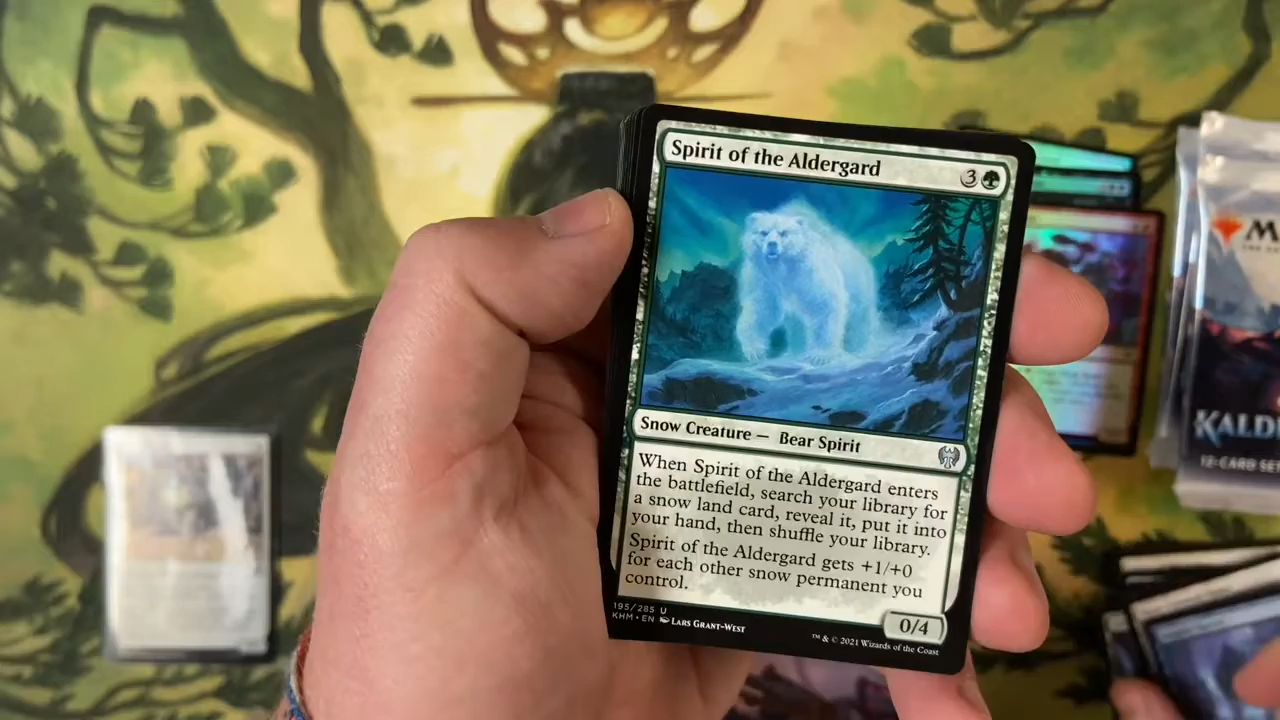 Spirit of the Aldergard
3
Snow Creature — Bear Spirit
When Spirit of the Aldergard enters
the battlefield, search your library for
a snow land card, reveal it, put it into
your hand, then shuffle your library.
Spirit of the Aldergard gets +1/+0
for each other snow permanent you
control.
0/4
195/285 U
KHM • EN Lars Grant-West
™ & © 2021 Wizards of the Coast
M
KALD
12-CARD SE